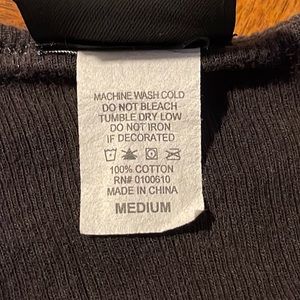 MACHINE WASH COLD
DO NOT BLEACH
TUMBLE DRY LOW
DO NOT IRON
IF DECORATED
100% COTTON
RN# 0100610
MADE IN CHINA
MEDIUM